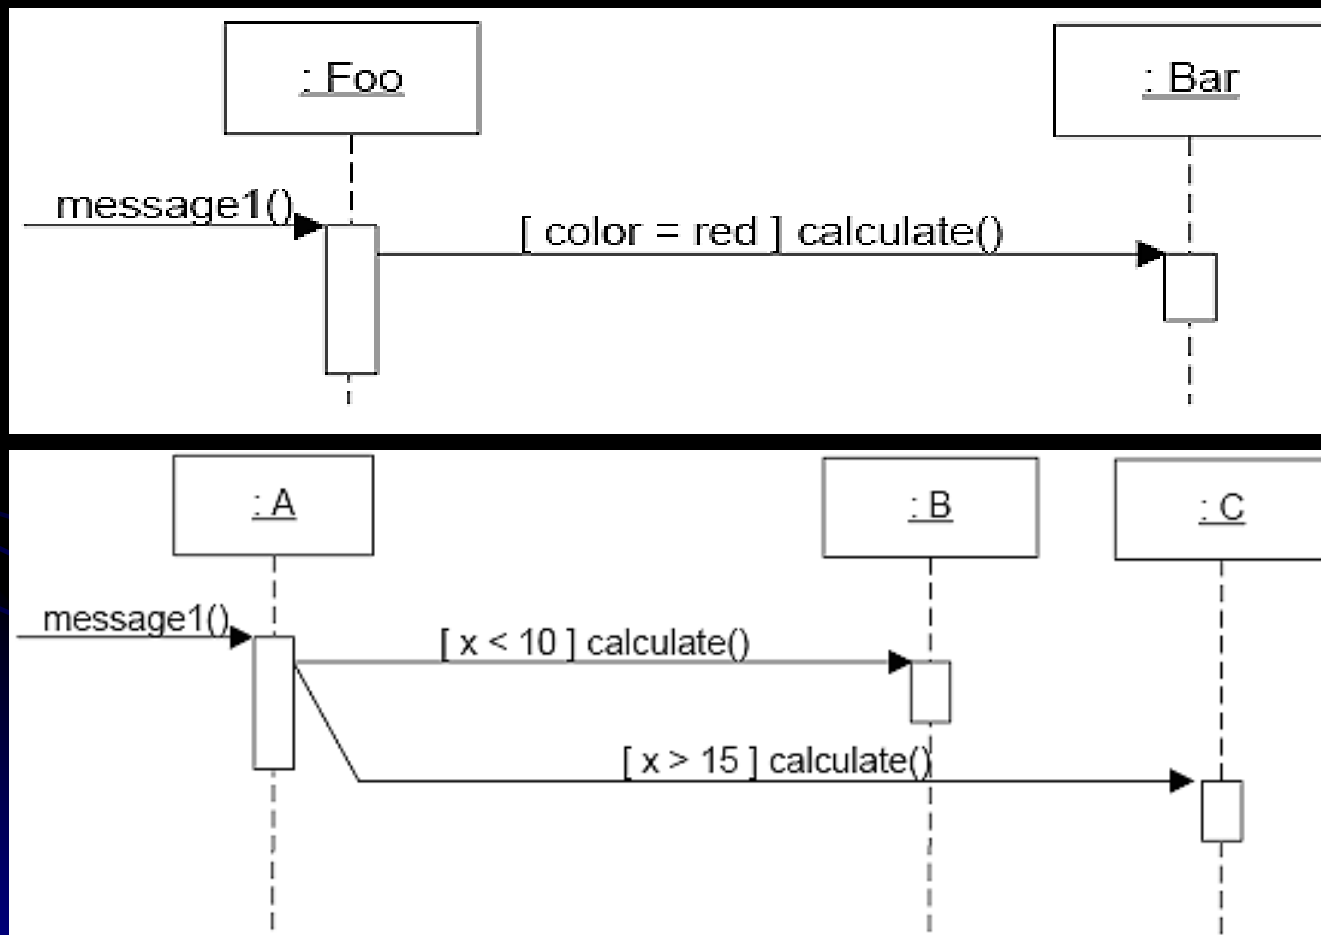 : Foo
: Bar
message1()
[ color = red ] calculate()
: A
: B
: C
message1()
[ x < 10 ] calculate()
[ x > 15 ] calculate()